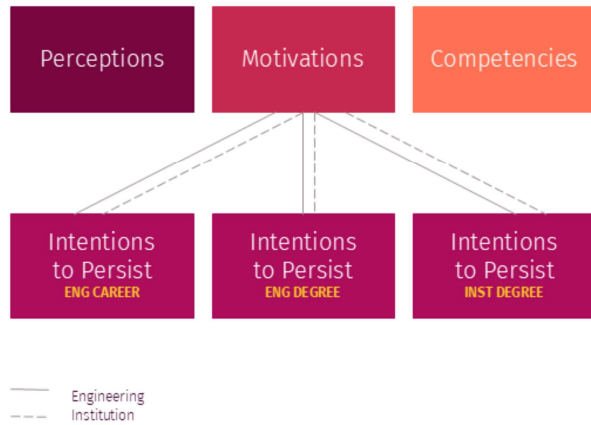 Perceptions
Motivations
Competencies
Intentions
to Persist
ENG CAREER
Intentions
to Persist
ENG DEGREE
Intentions
to Persist
INST DEGREE
Engineering
Institution